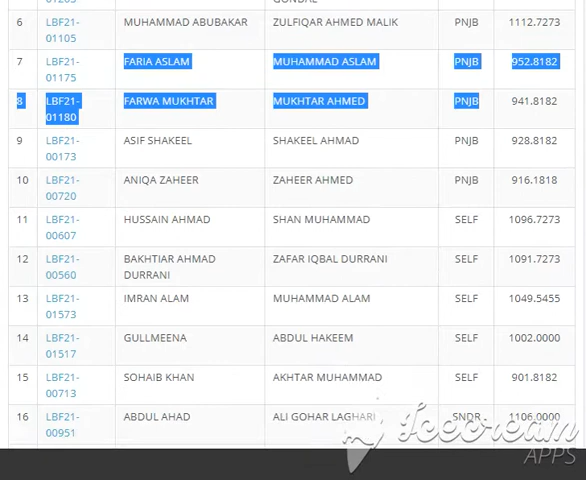 GONDRE
6 LBF21- MUHAMMAD ABUBAKAR ZULFIQAR AHMED MALIK PNJB 1112.7273
01105
7 LBF21- FARIA ASLAM MUHAMMAD ASLAM PNJB 952.8182
01175
8 LBF21- FARWA MUKHTAR MUKHTAR AHMED PNJB 941.8182
01180
9 LBF21- ASIF SHAKEEL SHAKEEL AHMAD PNJB 928.8182
00173
10 LBF21- ANIQA ZAHEER ZAHEER AHMED PNJB 916.1818
00720
11 LBF21- HUSSAIN AHMAD SHAN MUHAMMAD SELF 1096.7273
00607
12 LBF21- BAKHTIAR AHMAD ZAFAR IQBAL DURRANI SELF 1091.7273
00560 DURRANI
13 LBF21- IMRAN ALAM MUHAMMAD ALAM SELF 1049.5455
01573
14 LBF21- GULLMEENA ABDUL HAKEEM SELF 1002.0000
01517
15 LBF21- SOHAIB KHAN AKHTAR MUHAMMAD SELF 901.8182
00713
16 LBF21- ABDUL AHAD ALI GOHAR LAGHARI SNDR 1106.0000
00951
Icecream
APPS